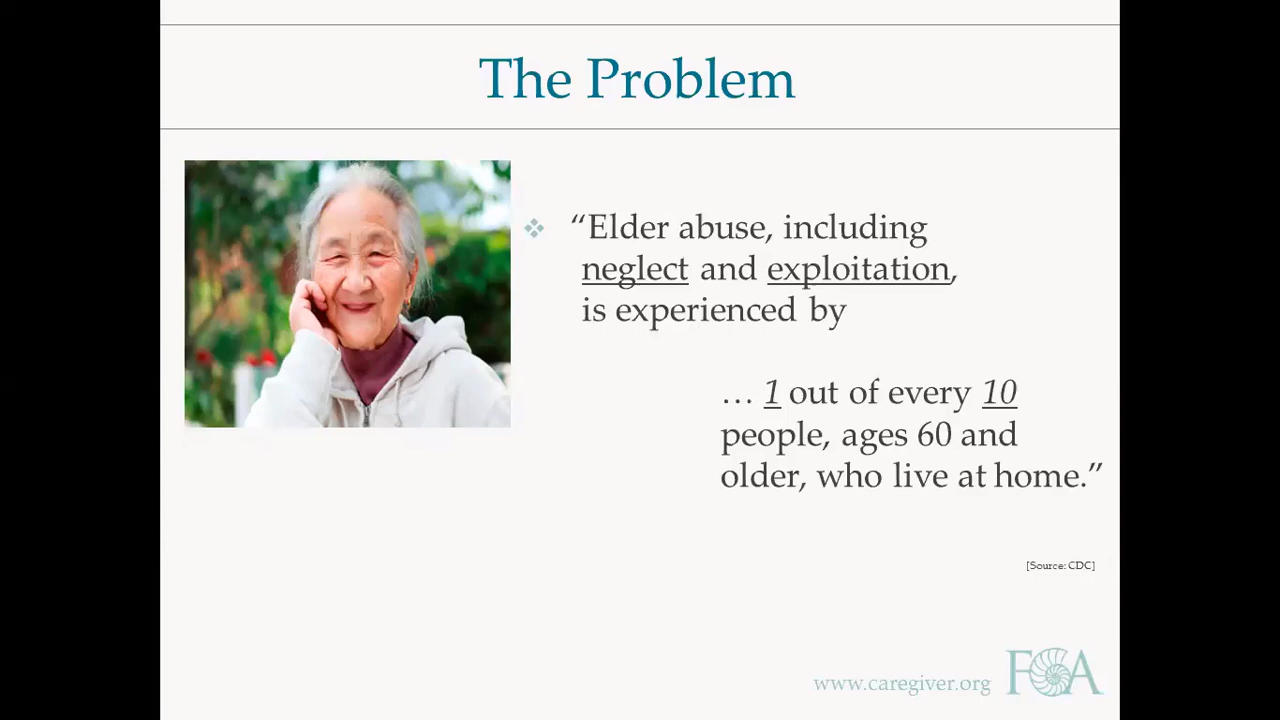 The Problem
“Elder abuse, including
neglect and exploitation,
is experienced by
… 1 out of every 10
people, ages 60 and
older, who live at home.”
[Source: CDC]
www.caregiver.org
FCA